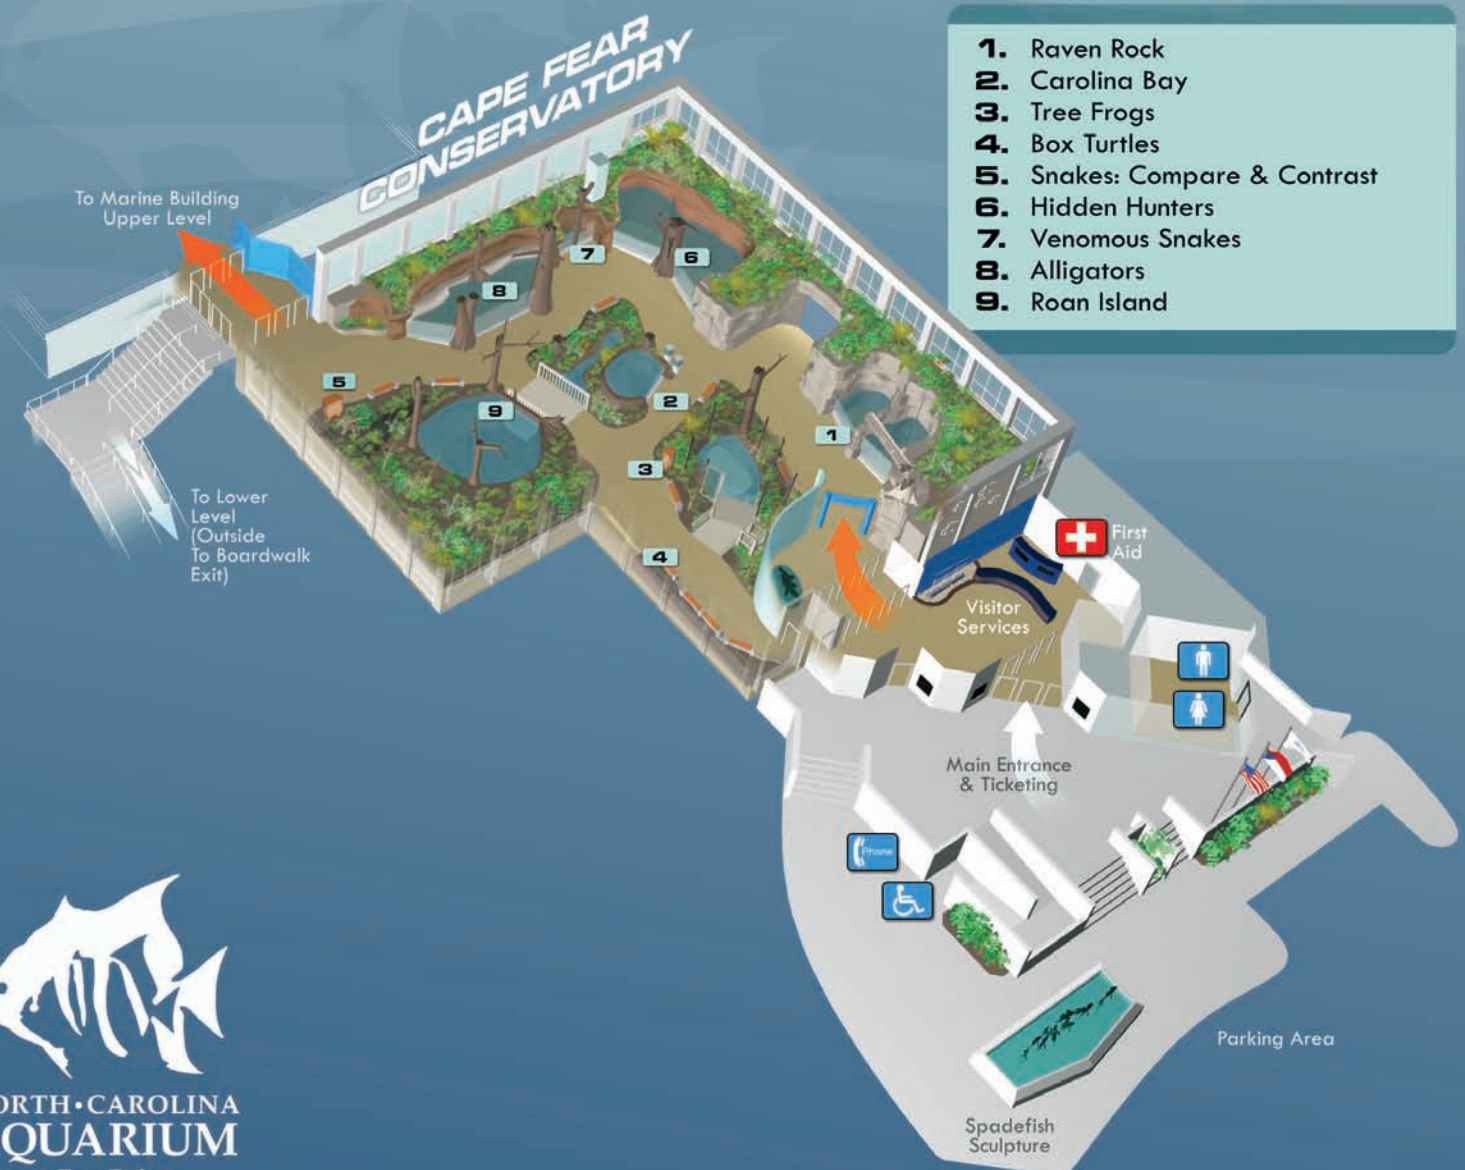 CAPE FEAR
CONSERVATORY
1. Raven Rock
2. Carolina Bay
3. Tree Frogs
4. Box Turtles
5. Snakes: Compare & Contrast
6. Hidden Hunters
7. Venomous Snakes
8. Alligators
9. Roan Island
To Marine Building
Upper Level
7
6
8
5
9
2
1
3
4
To Lower
Level
(Outside
To Boardwalk
Exit)
First
Aid
Visitor
Services
Main Entrance
& Ticketing
Phone
Parking Area
Spadefish
Sculpture
ORTH•CAROLINA
QUARIUM